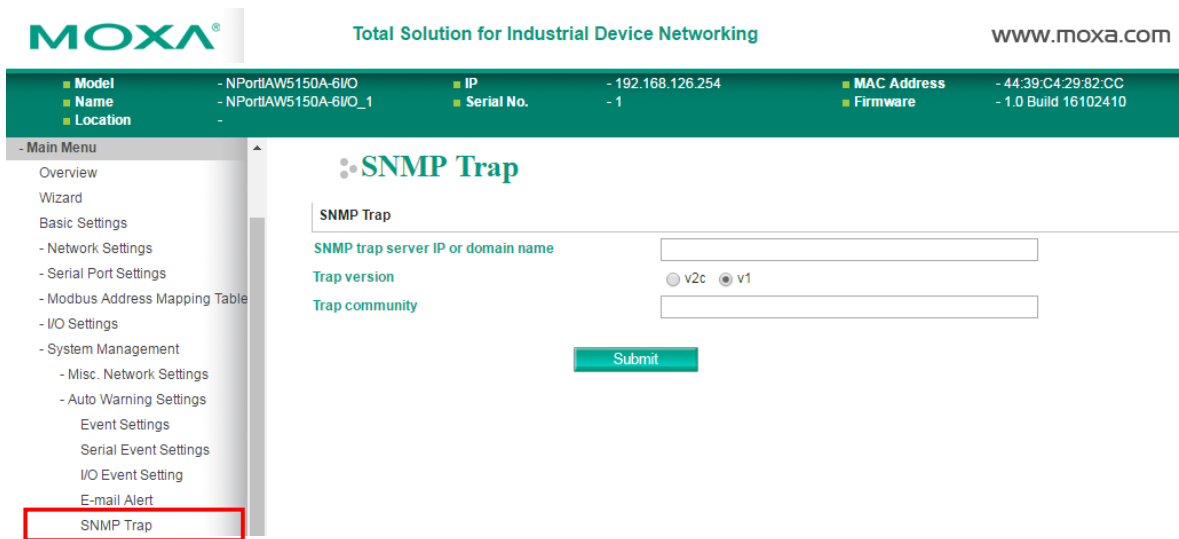 MOXA® Total Solution for Industrial Device Networking www.moxa.com
Model - NPortIAW5150A-6I/O IP - 192.168.126.254 MAC Address - 44:39:C4:29:82:CC
Name - NPortIAW5150A-6I/O_1 Serial No. - 1 Firmware - 1.0 Build 16102410
Location -
- Main Menu
Overview
Wizard
Basic Settings
- Network Settings
- Serial Port Settings
- Modbus Address Mapping Table
- I/O Settings
- System Management
- Misc. Network Settings
- Auto Warning Settings
Event Settings
Serial Event Settings
I/O Event Setting
E-mail Alert
SNMP Trap
SNMP Trap
SNMP Trap
SNMP trap server IP or domain name
Trap version v2c v1
Trap community
Submit